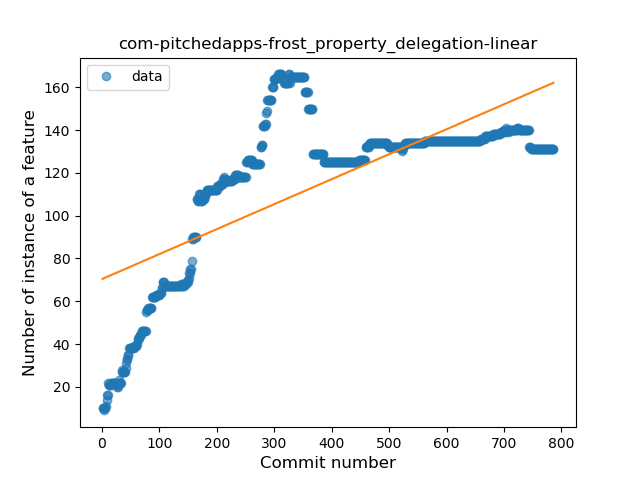 com-pitchedapps-frost_property_delegation-linear
data
Number of instance of a feature
160
140
120
100
80
60
40
20
0 100 200 300 400 500 600 700 800
Commit number